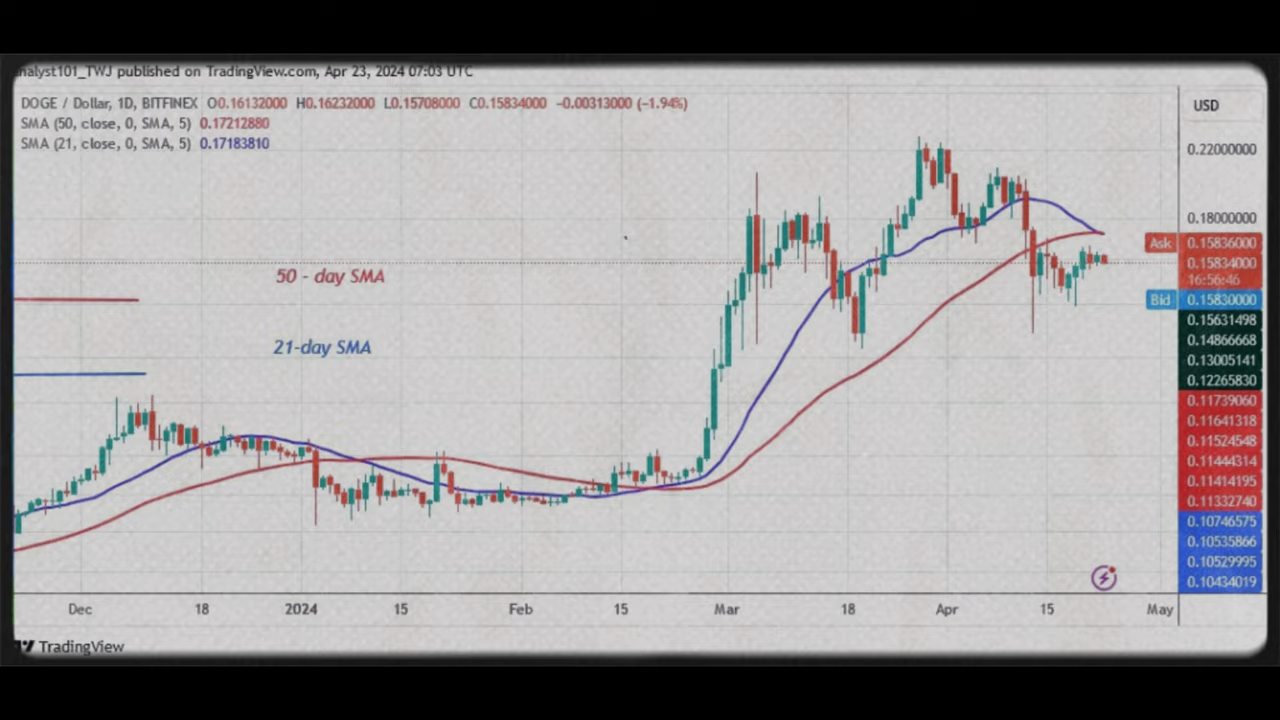 analyst101_TWJ published on TradingView.com, Apr 23, 2024 07:03 UTC
DOGE / Dollar, 1D, BITFINEX O0.16132000 H0.16232000 L0.15708000 C0.15834000 −0.00313000 (−1.94%)
SMA (50, close, 0, SMA, 5) 0.17212880
SMA (21, close, 0, SMA, 5) 0.17183810
USD
0.22000000
0.18000000
Ask 0.15836000
0.15834000
16:56:46
Bid 0.15830000
0.15631498
0.14866668
0.13005141
0.12265830
0.11739060
0.11641318
0.11524548
0.11444314
0.11414195
0.11332740
0.10746575
0.10535866
0.10529995
0.10434019
50 - day SMA
21-day SMA
Dec 18 2024 15 Feb 15 Mar 18 Apr 15 May
TradingView